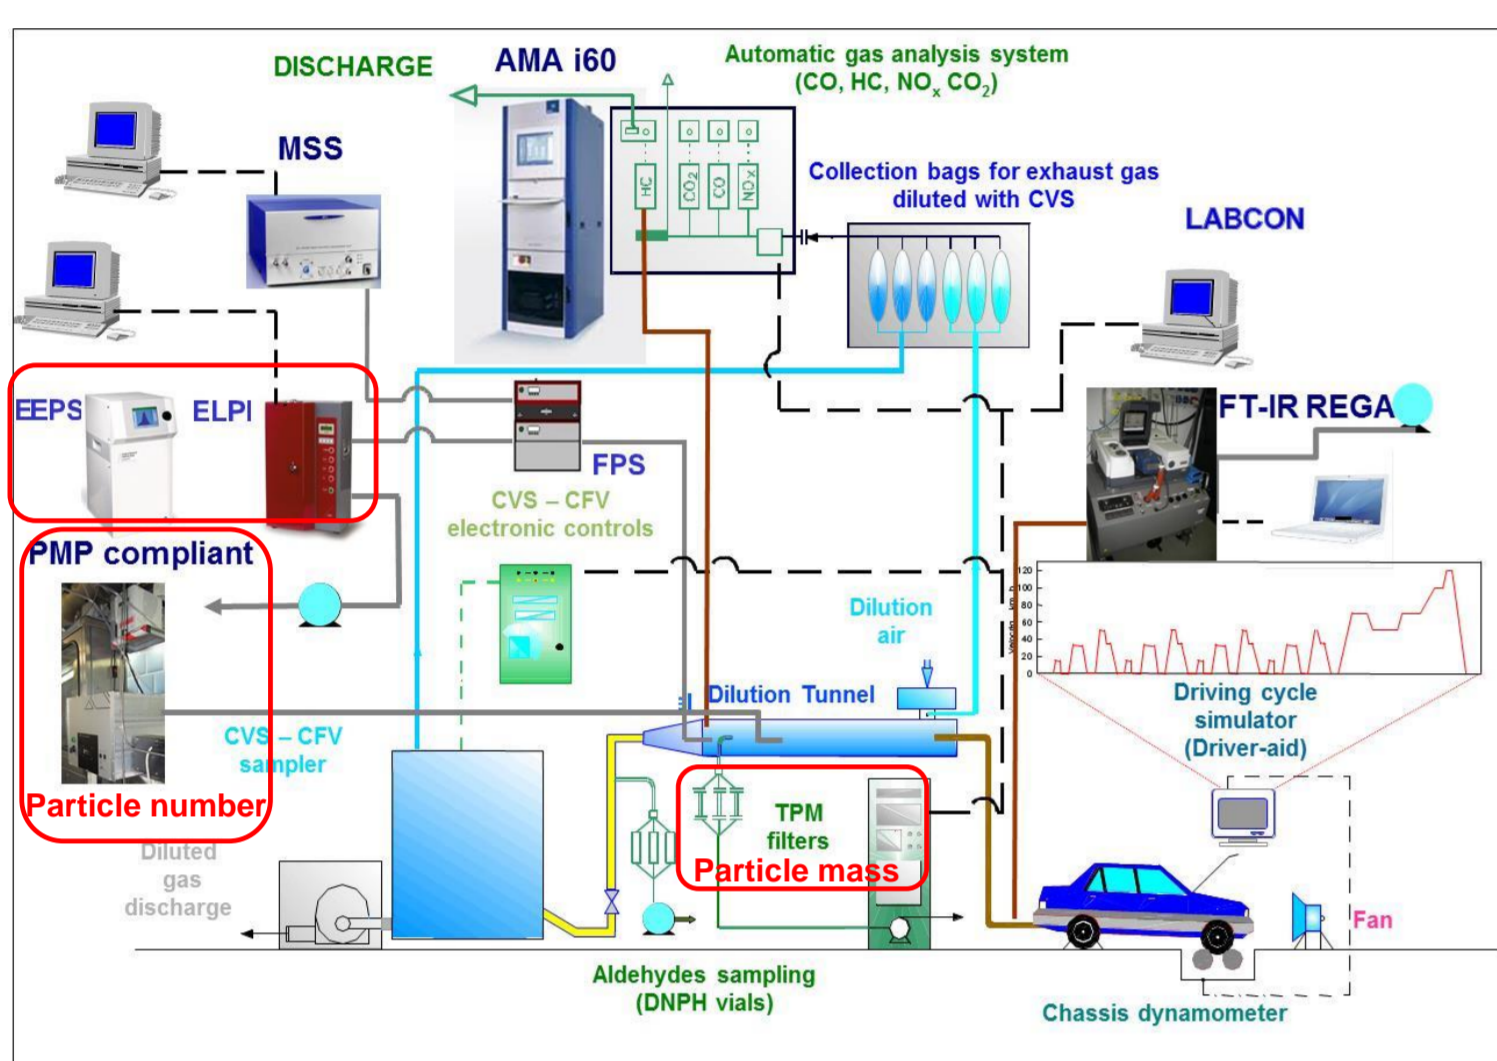 DISCHARGE
AMA i60
Automatic gas analysis system
(CO, HC, NOx CO2)
MSS
HC
CO2
CO
NOx
Collection bags for exhaust gas
diluted with CVS
LABCON
EEPS
ELPI
FPS
FT-IR REGA
CVS – CFV
electronic controls
PMP compliant
Dilution
air
120
100
80
60
40
20
0
Dilution Tunnel
Driving cycle
simulator
(Driver-aid)
CVS – CFV
sampler
Particle number
TPM
filters
Particle mass
Diluted
gas
discharge
Fan
Aldehydes sampling
(DNPH vials)
Chassis dynamometer